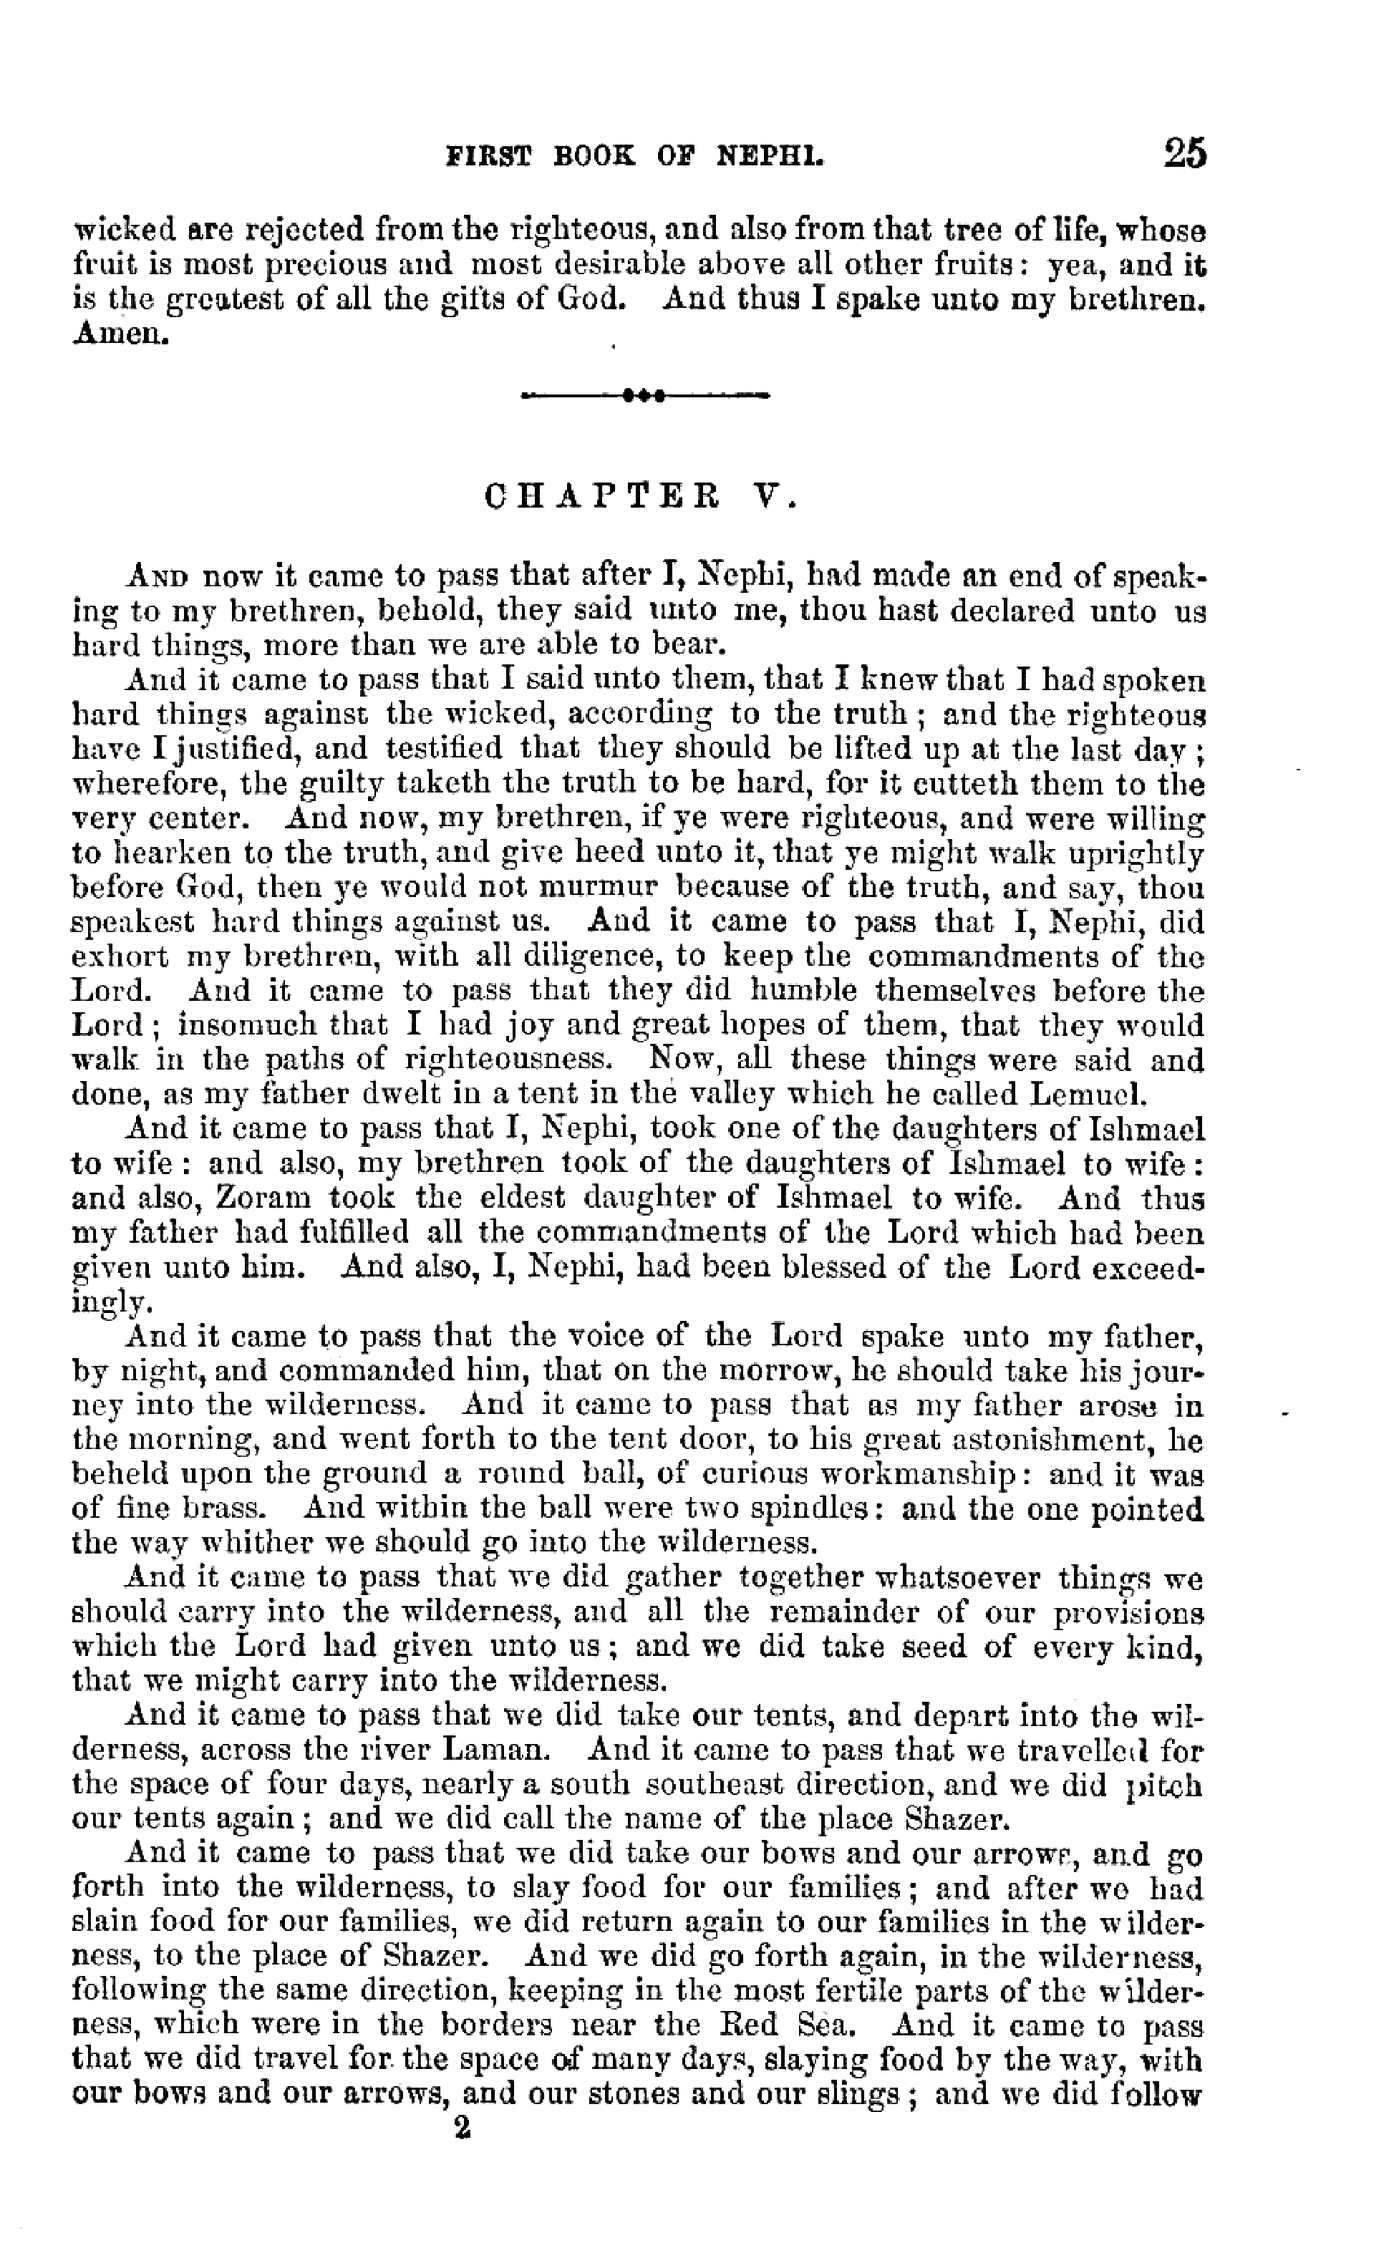 FIRST BOOK OF NEPHI. 25
wicked are rejected from the righteous, and also from that tree of life, whose
fruit is most precious and most desirable above all other fruits: yea, and it
is the greatest of all the gifts of God. And thus I spake unto my brethren.
Amen.
CHAPTER V.
AND now it came to pass that after I, Nephi, had made an end of speak-
ing to my brethren, behold, they said unto me, thou hast declared unto us
hard things, more than we are able to bear.
And it came to pass that I said unto them, that I knew that I had spoken
hard things against the wicked, according to the truth; and the righteous
have I justified, and testified that they should be lifted up at the last day;
wherefore, the guilty taketh the truth to be hard, for it cutteth them to the
very center. And now, my brethren, if ye were righteous, and were willing
to hearken to the truth, and give heed unto it, that ye might walk uprightly
before God, then ye would not murmur because of the truth, and say, thou
speakest hard things against us. And it came to pass that I, Nephi, did
exhort my brethren, with all diligence, to keep the commandments of the
Lord. And it came to pass that they did humble themselves before the
Lord; insomuch that I had joy and great hopes of them, that they would
walk in the paths of righteousness. Now, all these things were said and
done, as my father dwelt in a tent in the valley which he called Lemuel.
And it came to pass that I, Nephi, took one of the daughters of Ishmael
to wife: and also, my brethren took of the daughters of Ishmael to wife:
and also, Zoram took the eldest daughter of Ishmael to wife. And thus
my father had fulfilled all the commandments of the Lord which had been
given unto him. And also, I, Nephi, had been blessed of the Lord exceed-
ingly.
And it came to pass that the voice of the Lord spake unto my father,
by night, and commanded him, that on the morrow, he should take his jour-
ney into the wilderness. And it came to pass that as my father arose in
the morning, and went forth to the tent door, to his great astonishment, he
beheld upon the ground a round ball, of curious workmanship: and it was
of fine brass. And within the ball were two spindles: and the one pointed
the way whither we should go into the wilderness.
And it came to pass that we did gather together whatsoever things we
should carry into the wilderness, and all the remainder of our provisions
which the Lord had given unto us; and we did take seed of every kind,
that we might carry into the wilderness.
And it came to pass that we did take our tents, and depart into the wil-
derness, across the river Laman. And it came to pass that we travelled for
the space of four days, nearly a south southeast direction, and we did pitch
our tents again; and we did call the name of the place Shazer.
And it came to pass that we did take our bows and our arrows, and go
forth into the wilderness, to slay food for our families; and after we had
slain food for our families, we did return again to our families in the wilder-
ness, to the place of Shazer. And we did go forth again, in the wilderness,
following the same direction, keeping in the most fertile parts of the wilder-
ness, which were in the borders near the Red Sea. And it came to pass
that we did travel for the space of many days, slaying food by the way, with
our bows and our arrows, and our stones and our slings; and we did follow
2